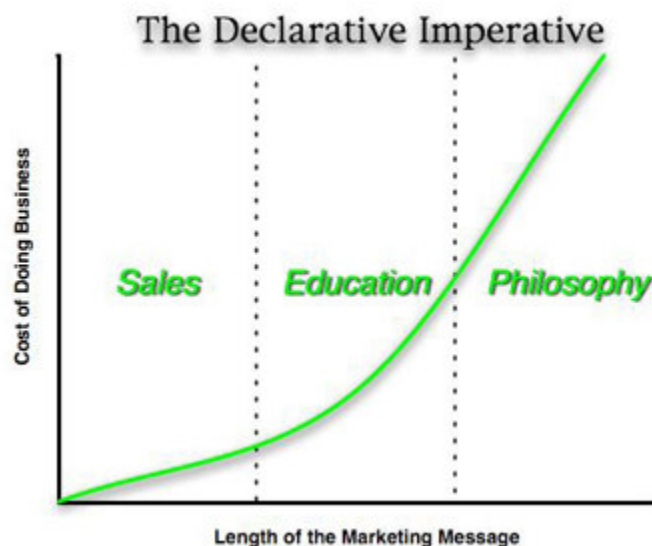 The Declarative Imperative
Cost of Doing Business
Sales
Education
Philosophy
Length of the Marketing Message